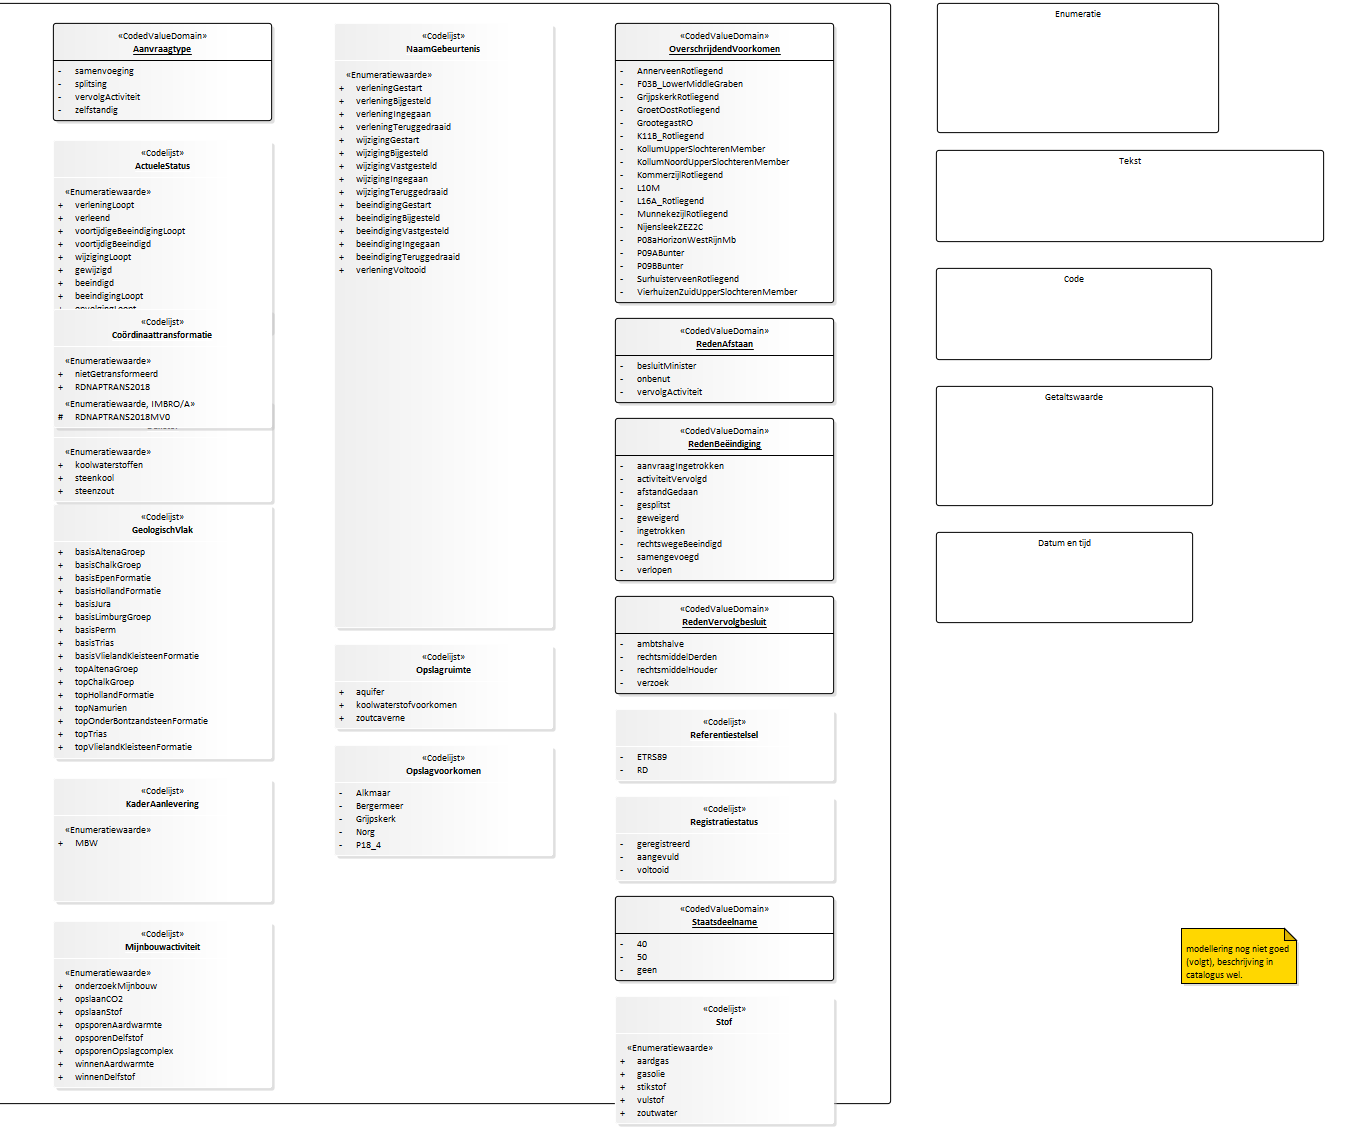 «CodedValueDomain»
Aanvraagtype
- samenvoeging
- splitsing
- vervolgActiviteit
- zelfstandig
«Codelijst»
ActueleStatus
«Enumeratiewaarde»
+ verleningLoopt
+ verleend
+ voortijdigeBeendigingLoopt
+ voortijdigBeeindigd
+ wijzigingLoopt
+ gewijzigd
+ beeindigd
+ beeindigingLoopt
«Codelijst»
Coördinaattransformatie
«Enumeratiewaarde»
+ nietGetransformeerd
+ RDNAPTRANS2018
«Enumeratiewaarde, IMBRO/A»
# RDNAPTRANS2018MV0
«Enumeratiewaarde»
+ koolwaterstoffen
+ steenkool
+ steenzout
«Codelijst»
GeologischVlak
+ basisAltenaGroep
+ basisChalkGroep
+ basisEpenFormatie
+ basisHollandFormatie
+ basisJura
+ basisLimburgGroep
+ basisPerm
+ basisTrias
+ basisVlielandKleisteenFormatie
+ topAltenaGroep
+ topChalkGroep
+ topHollandFormatie
+ topNamurien
+ topOnderBontzandsteenFormatie
+ topTrias
+ topVlielandKleisteenFormatie
«Codelijst»
KaderAanlevering
«Enumeratiewaarde»
+ MBW
«Codelijst»
Mijnbouwactiviteit
«Enumeratiewaarde»
+ onderzoekMijnbouw
+ opslaanCO2
+ opslaanStof
+ opsporenAardwarmte
+ opsporenDelfstof
+ opsporenOpslagcomplex
+ winnenAardwarmte
+ winnenDelfstof
«Codelijst»
NaamGebeurtenis
«Enumeratiewaarde»
+ verleningGestart
+ verleningBijgesteld
+ verleningIngegaan
+ verleningTeruggedraaid
+ wijzigingGestart
+ wijzigingBijgesteld
+ wijzigingVastgesteld
+ wijzigingIngegaan
+ wijzigingTeruggedraaid
+ beeindigingGestart
+ beeindigingBijgesteld
+ beeindigingVastgesteld
+ beeindigingIngegaan
+ beeindigingTeruggedraaid
+ verleningVoltooid
«Codelijst»
Opslagruimte
+ aquifer
+ koolwaterstofvoorkomen
+ zoutcaverne
«Codelijst»
Opslagvoorkomen
- Alkmaar
- Bergermeer
- Grijpskerk
- Norg
- P18_4
«CodedValueDomain»
OverschrijdendVoorkomen
- AnnerveenRotliegend
- F03B_LowerMiddleGraben
- GrijpskerkRotliegend
- GroetOostRotliegend
- GrootegastRO
- K11B_Rotliegend
- KollumUpperSlochterenMember
- KollumNoordUpperSlochterenMember
- KommerzijlRotliegend
- L10M
- L16A_Rotliegend
- MunnekezijlRotliegend
- NijensleekZEZ2C
- P08aHorizonWestRijnMb
- P09ABunter
- P09BBunter
- SurhuisterveenRotliegend
- VierhuizenZuidUpperSlochterenMember
«CodedValueDomain»
RedenAfstaan
- besluitMinister
- onbenut
- vervolgActiviteit
«CodedValueDomain»
RedenBeëindiging
- aanvraagIngetrokken
- activiteitVervolgd
- afstandGedaan
- gesplitst
- geweigerd
- ingetrokken
- rechtswegeBeeindigd
- samengevoegd
- verlopen
«CodedValueDomain»
RedenVervolgbesluit
- ambtshalve
- rechtsmiddelDerden
- rechtsmiddelHouder
- verzoek
«Codelijst»
Referentiestelsel
- ETRS89
- RD
«Codelijst»
Registratiestatus
- geregistreerd
- aangevuld
- voltooid
«CodedValueDomain»
Staatsdeelname
- 40
- 50
- geen
«Codelijst»
Stof
«Enumeratiewaarde»
+ aardgas
+ gasolie
+ stikstof
+ vulstof
+ zoutwater
Enumeratie
Tekst
Code
Getaltswaarde
Datum en tijd
modellering nog niet goed
(volgt), beschrijving in
catalogus wel.